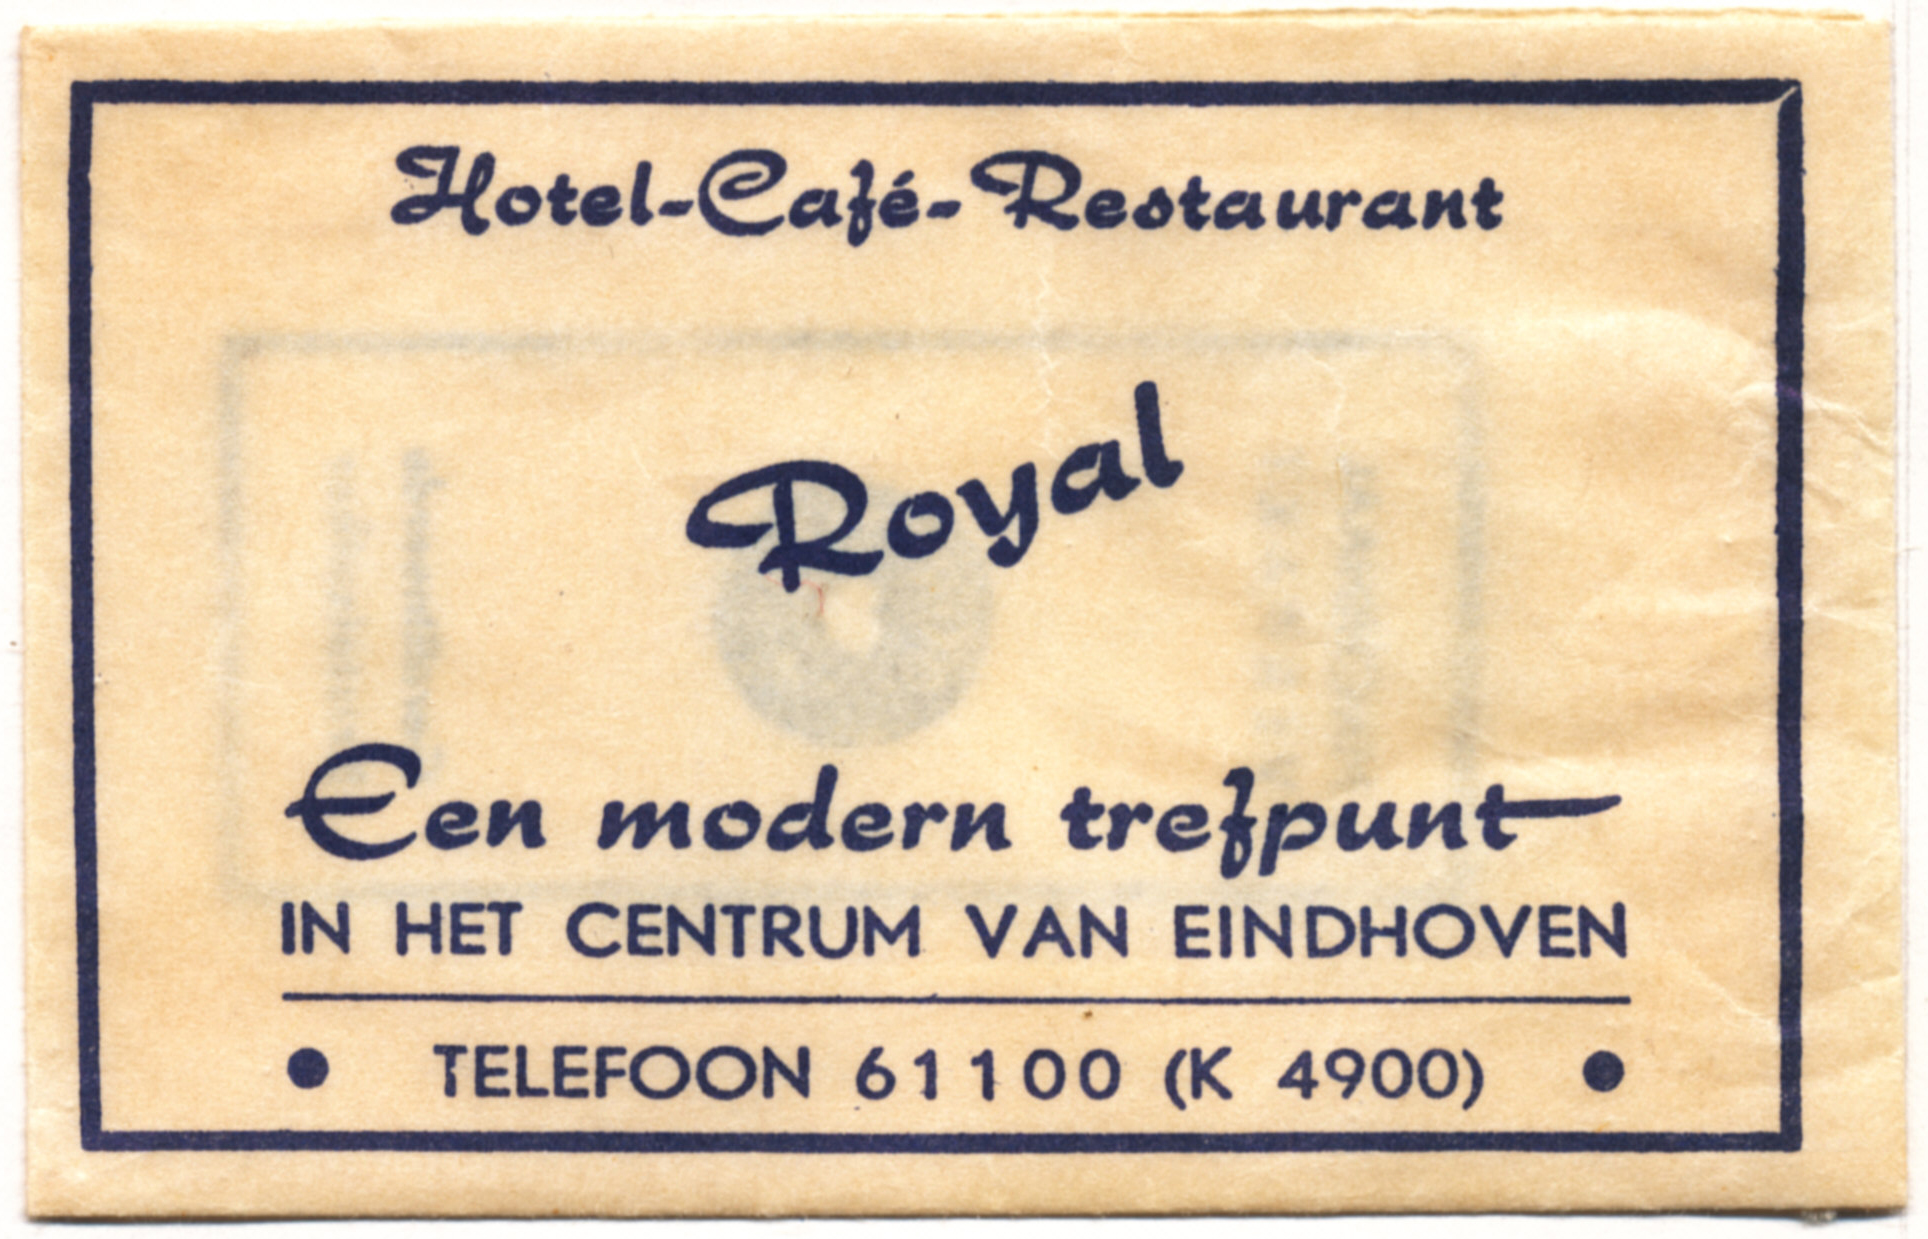 Hotel-Café-Restaurant
Royal
Een modern trefpunt
IN HET CENTRUM VAN EINDHOVEN
• TELEFOON 61100 (K 4900) •